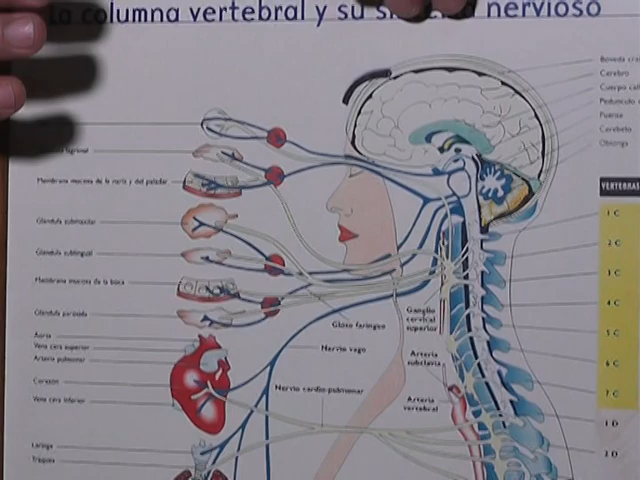 la columna vertebral y su nervioso
Bóveda
Cerebro
Cuerpo
Pedúnculo
Cerebelo
Membrana mucosa de la nariz y del paladar
Glándula submaxilar
Glándula sublingual
Membrana mucosa de la boca
Glándula parótida
Aorta
Vena cava superior
Arteria pulmonar
Corazón
Vena cava inferior
Laringe
Tráquea
Gloso faríngeo
Nervio vago
Nervio cardio-pulmonar
Ganglio
cervical
superior
Arteria
subclavia
Arteria
vertebral
VERTEBRAS
1 C
2 C
3 C
4 C
5 C
6 C
7 C
1 D
2 D